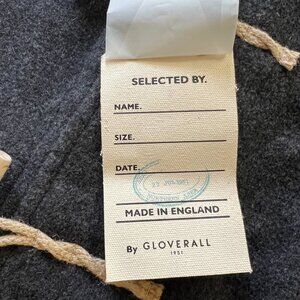 SELECTED BY.
NAME.
SIZE.
DATE.
MADE IN ENGLAND
By GLOVERALL
1951